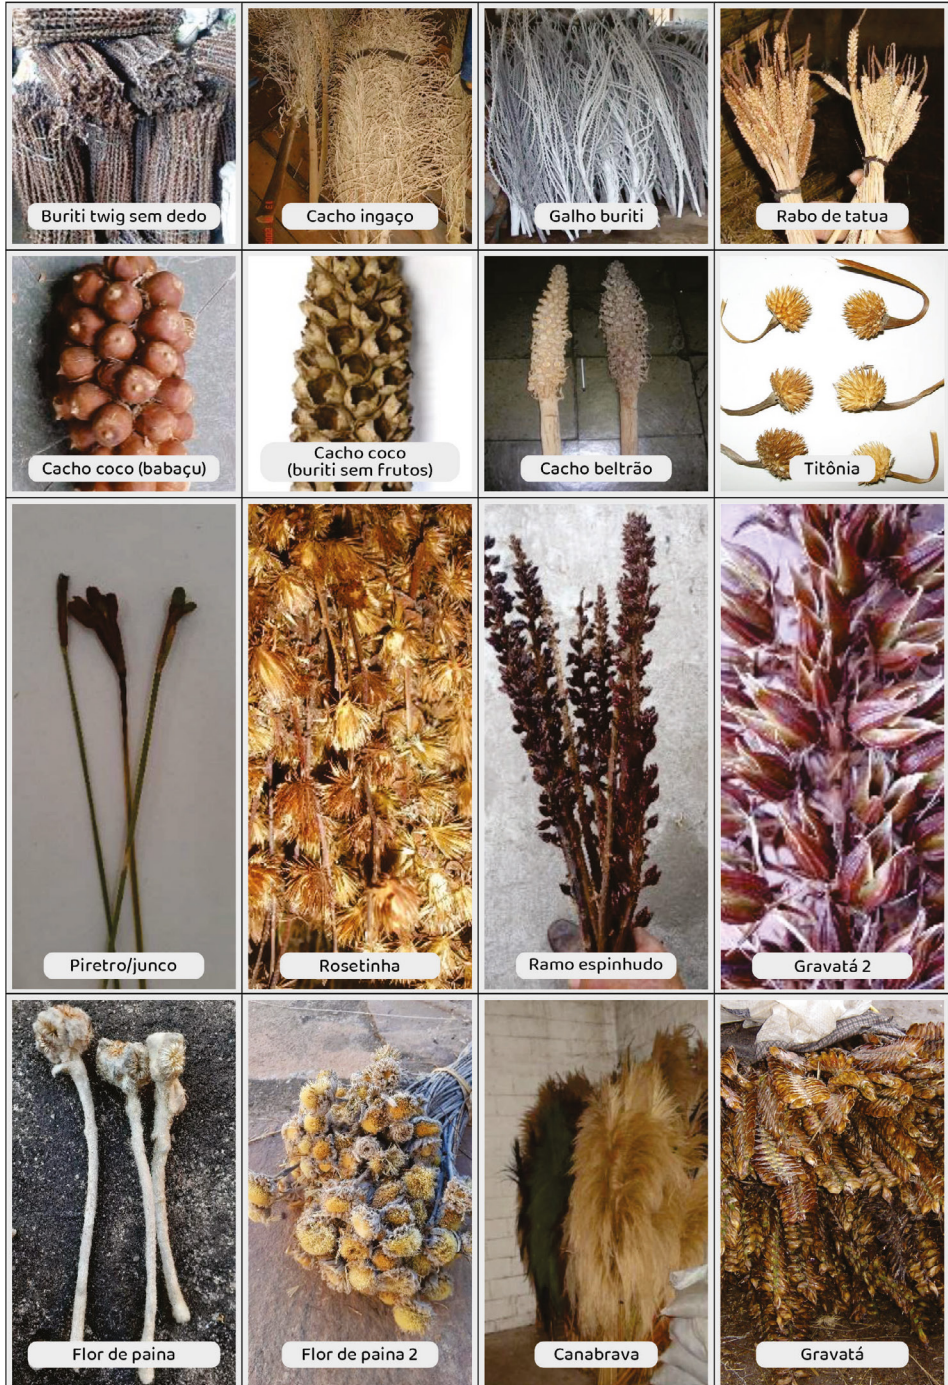 Buriti twig sem dedo
Cacho ingaço
Galho buriti
Rabo de tatua
Cacho coco (babaçu)
Cacho coco
(buriti sem frutos)
Cacho beltrão
Titônia
Piretro/junco
Rosetinha
Ramo espinhudo
Gravatá 2
Flor de paina
Flor de paina 2
Canabrava
Gravatá